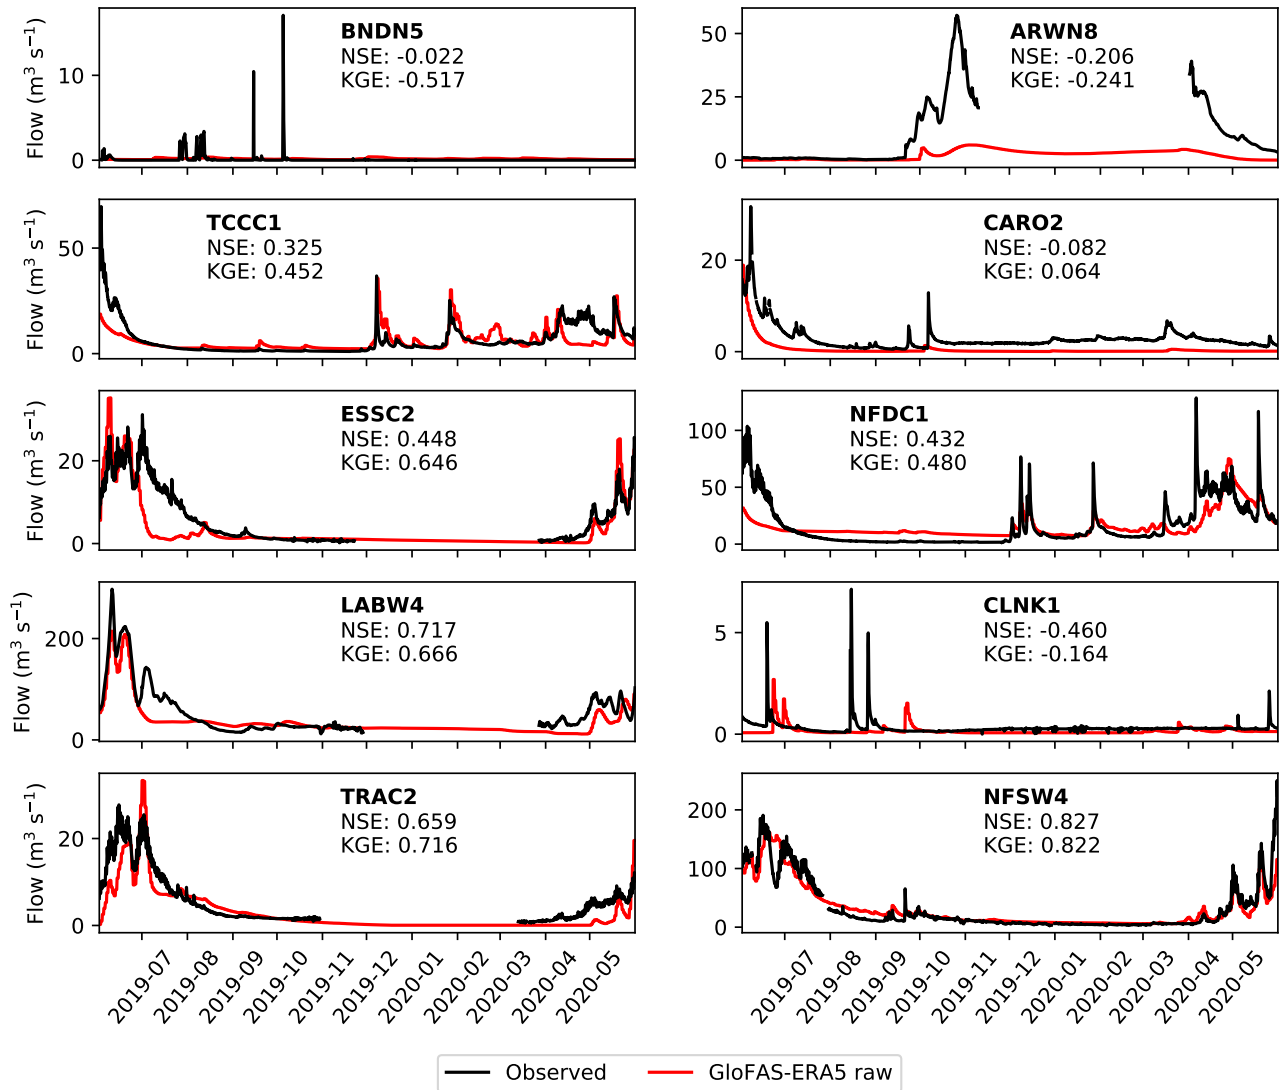 BNDN5
NSE: -0.022
KGE: -0.517
Flow (m³ s⁻¹)
10
0
ARWN8
NSE: -0.206
KGE: -0.241
50
25
0
TCCC1
NSE: 0.325
KGE: 0.452
Flow (m³ s⁻¹)
50
0
CARO2
NSE: -0.082
KGE: 0.064
20
0
ESSC2
NSE: 0.448
KGE: 0.646
Flow (m³ s⁻¹)
20
0
NFDC1
NSE: 0.432
KGE: 0.480
100
50
0
LABW4
NSE: 0.717
KGE: 0.666
Flow (m³ s⁻¹)
200
0
CLNK1
NSE: -0.460
KGE: -0.164
5
0
TRAC2
NSE: 0.659
KGE: 0.716
Flow (m³ s⁻¹)
20
0
NFSW4
NSE: 0.827
KGE: 0.822
200
100
0
2019-07
2019-08
2019-09
2019-10
2019-11
2019-12
2020-01
2020-02
2020-03
2020-04
2020-05
2019-07
2019-08
2019-09
2019-10
2019-11
2019-12
2020-01
2020-02
2020-03
2020-04
2020-05
Observed
GloFAS-ERA5 raw